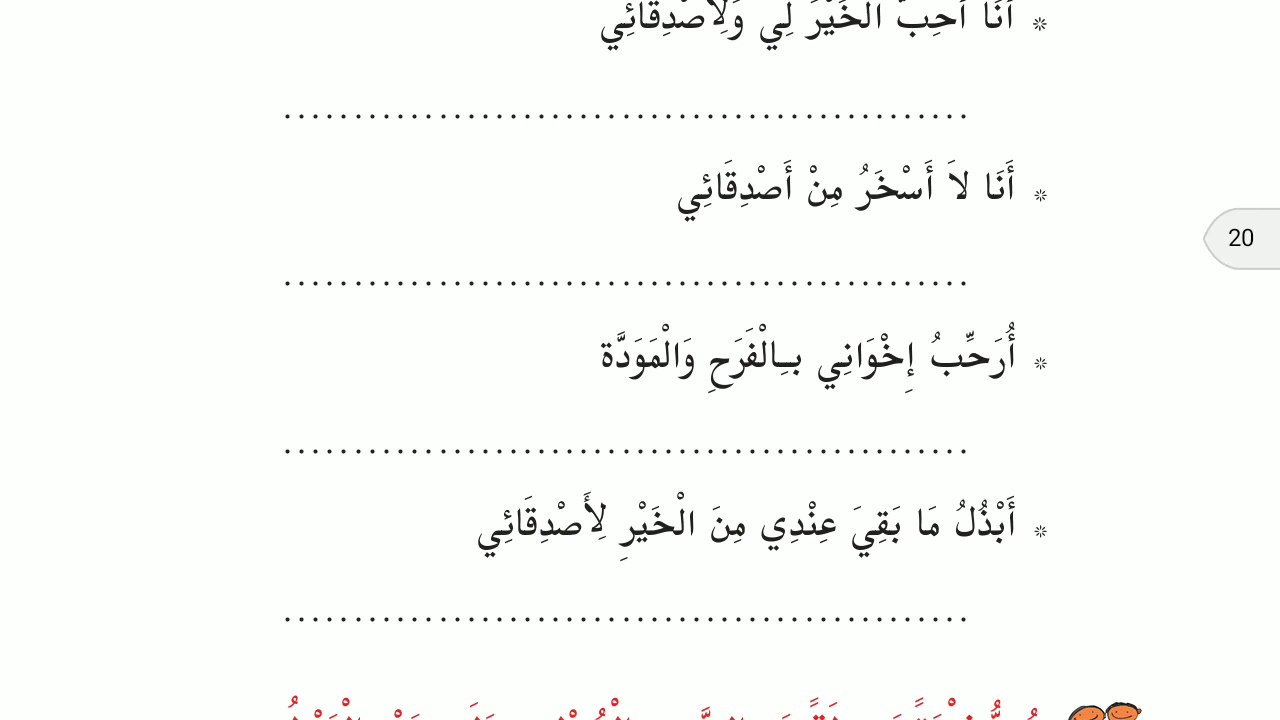 * أَنَا أُحِبُّ الْخَيْرَ لِي وَلِأَصْدِقَائِي
................................................
* أَنَا لاَ أَسْخَرُ مِنْ أَصْدِقَائِي
................................................
20
* أُرَحِّبُ إِخْوَانِي بِالْفَرَحِ وَالْمَوَدَّة
................................................
* أَبْذُلُ مَا بَقِيَ عِنْدِي مِنَ الْخَيْرِ لِأَصْدِقَائِي
................................................